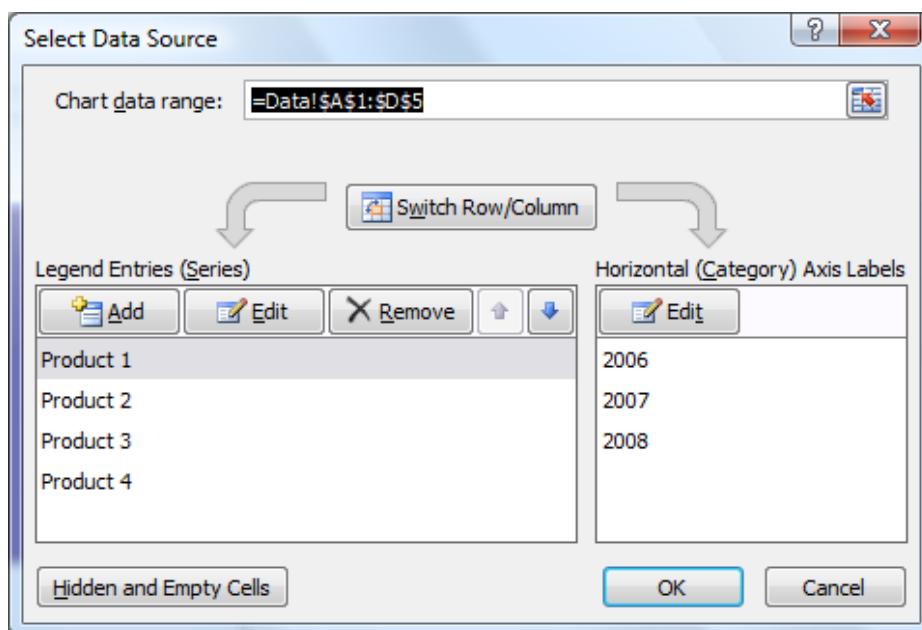 Select Data Source
Chart data range: =Data!$A$1:$D$5
Switch Row/Column
Legend Entries (Series)
Add Edit Remove
Product 1
Product 2
Product 3
Product 4
Horizontal (Category) Axis Labels
Edit
2006
2007
2008
Hidden and Empty Cells OK Cancel